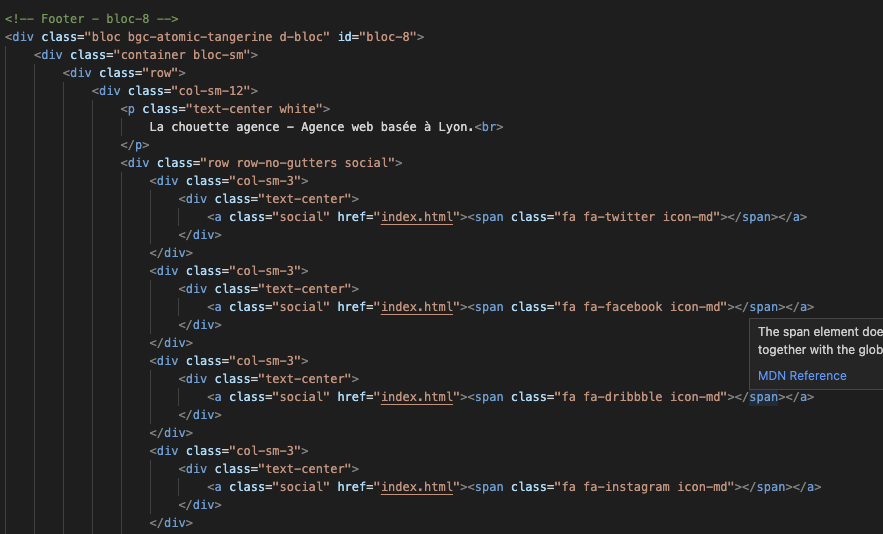 <!-- Footer - bloc-8 -->
<div class="bloc bgc-atomic-tangerine d-bloc" id="bloc-8">
<div class="container bloc-sm">
<div class="row">
<div class="col-sm-12">
<p class="text-center white">
La chouette agence - Agence web basée à Lyon.<br>
</p>
<div class="row row-no-gutters social">
<div class="col-sm-3">
<div class="text-center">
<a class="social" href="index.html"><span class="fa fa-twitter icon-md"></span></a>
</div>
</div>
<div class="col-sm-3">
<div class="text-center">
<a class="social" href="index.html"><span class="fa fa-facebook icon-md"></span></a>
</div>
</div>
<div class="col-sm-3">
<div class="text-center">
<a class="social" href="index.html"><span class="fa fa-dribbble icon-md"></span></a>
</div>
</div>
<div class="col-sm-3">
<div class="text-center">
<a class="social" href="index.html"><span class="fa fa-instagram icon-md"></span></a>
</div>
</div>
The span element doe
together with the glob
MDN Reference